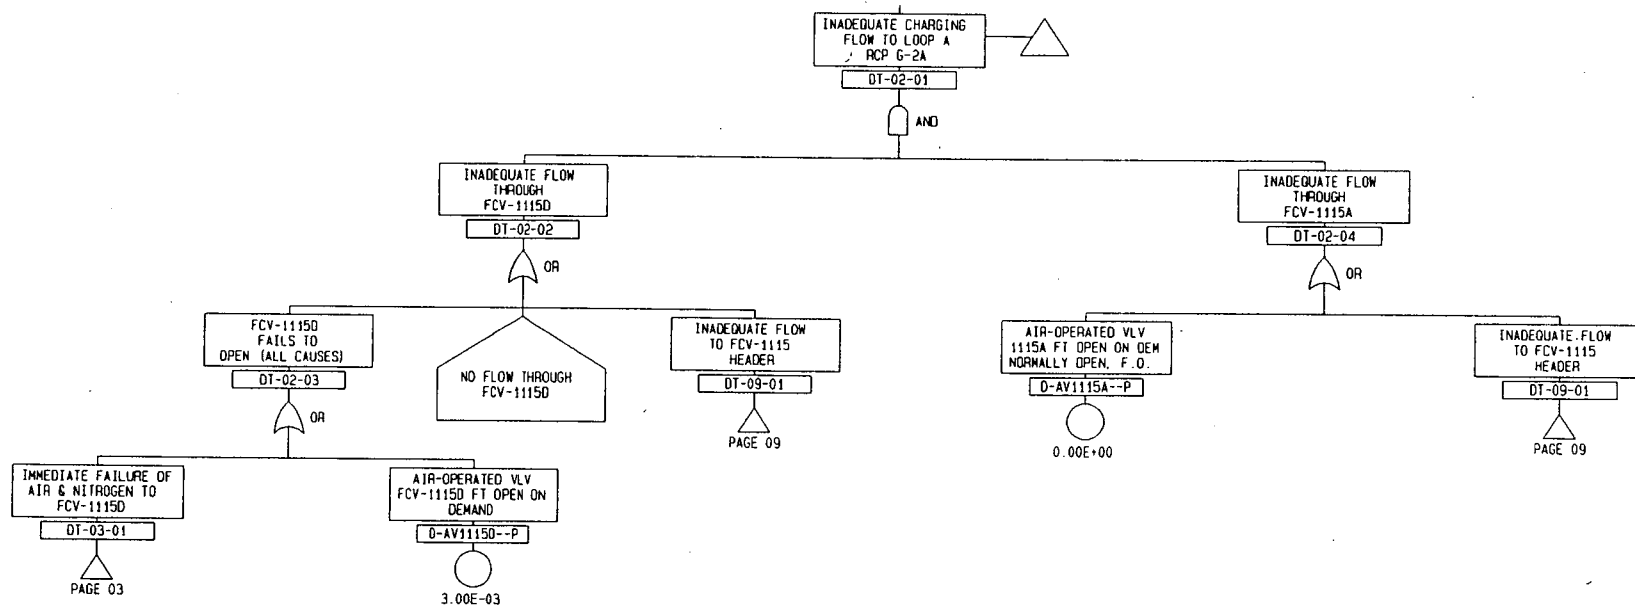 INADEQUATE CHARGING
FLOW TO LOOP A
RCP G-2A
DT-02-01
AND
INADEQUATE FLOW
THROUGH
FCV-1115D
DT-02-02
OR
INADEQUATE FLOW
THROUGH
FCV-1115A
DT-02-04
OR
FCV-1115D
FAILS TO
OPEN (ALL CAUSES)
DT-02-03
OR
NO FLOW THROUGH
FCV-1115D
INADEQUATE FLOW
TO FCV-1115
HEADER
DT-09-01
PAGE 09
AIR-OPERATED VLV
1115A FT OPEN ON DEM
NORMALLY OPEN, F.O.
D-AV1115A--P
0.00E+00
INADEQUATE.FLOW
TO FCV-1115
HEADER
DT-09-01
PAGE 09
IMMEDIATE FAILURE OF
AIR & NITROGEN TO
FCV-1115D
DT-03-01
PAGE 03
AIR-OPERATED VLV
FCV-1115D FT OPEN ON
DEMAND
D-AV1115D--P
3.00E-03